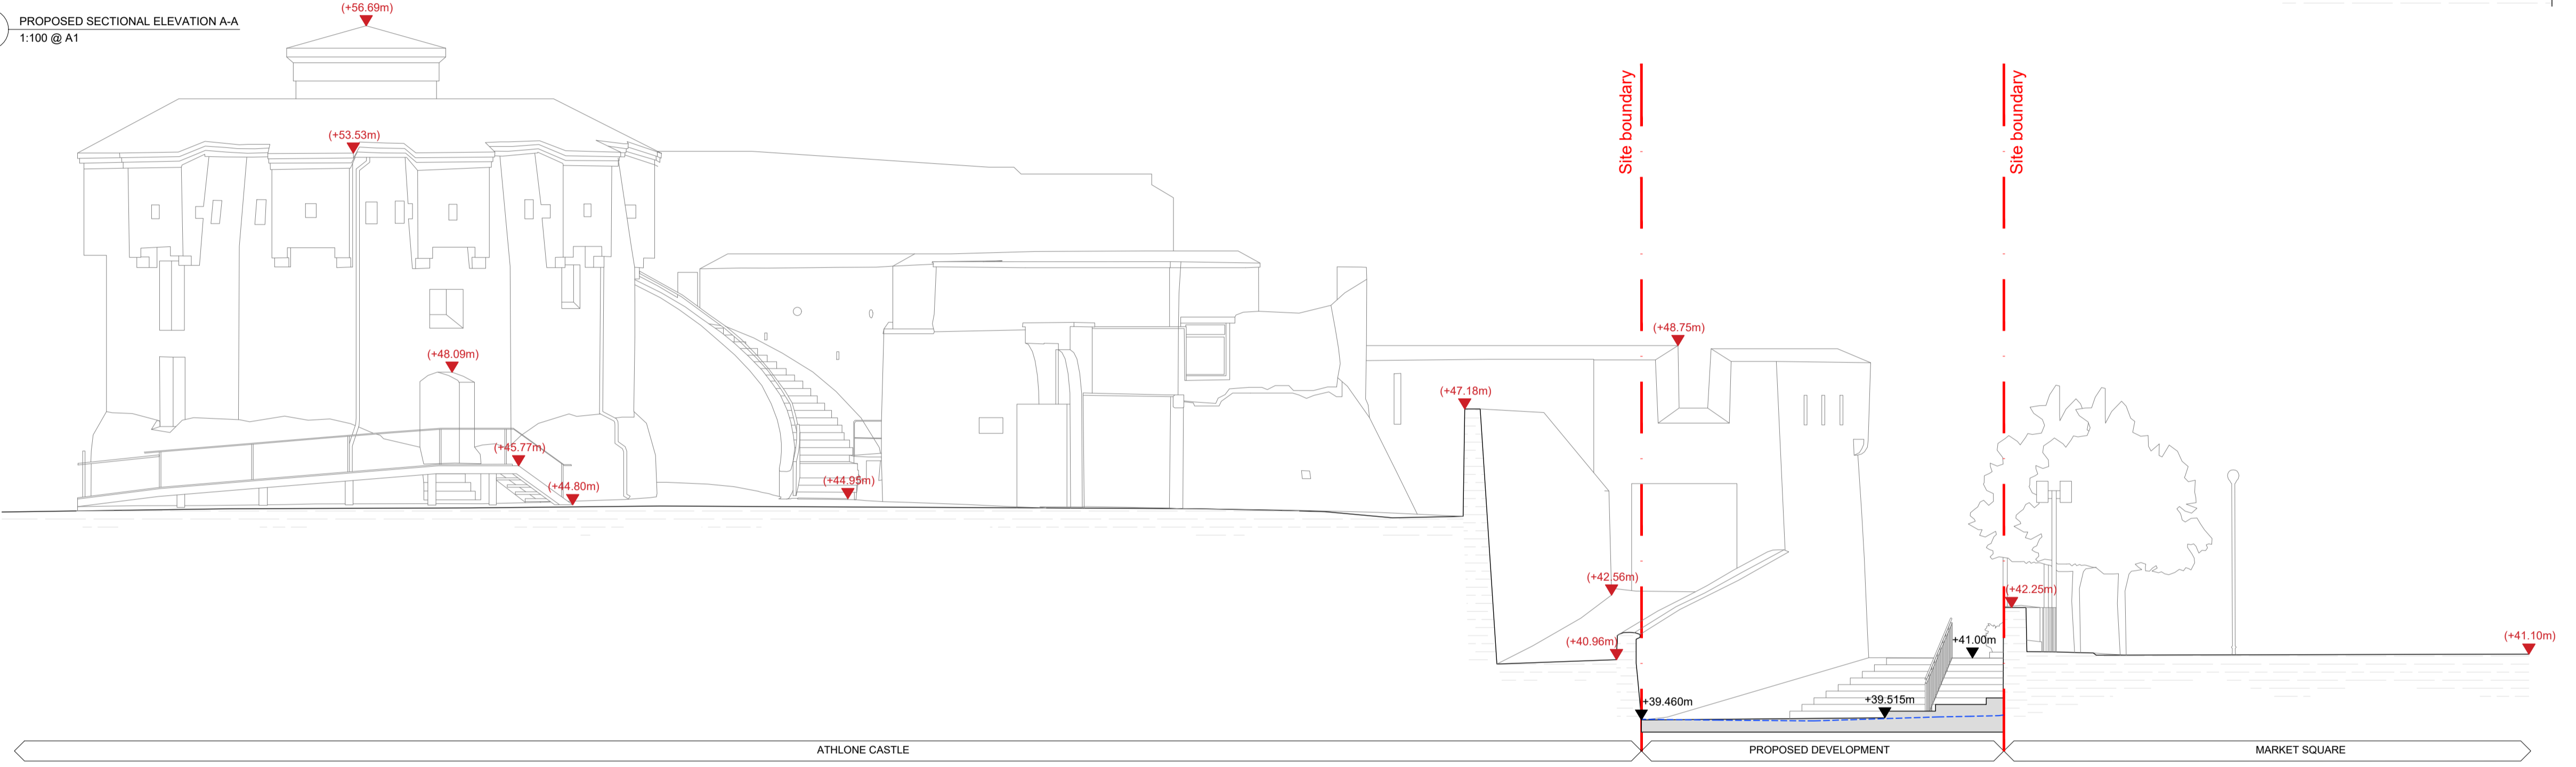 PROPOSED SECTIONAL ELEVATION A-A
1:100 @ A1
(+56.69m)
(+53.53m)
(+48.09m)
(+45.77m)
(+44.80m)
(+44.95m)
(+47.18m)
(+42.56m)
(+40.96m)
Site boundary
(+48.75m)
Site boundary
(+42.25m)
+41.00m
+39.460m
+39.515m
(+41.10m)
ATHLONE CASTLE
PROPOSED DEVELOPMENT
MARKET SQUARE